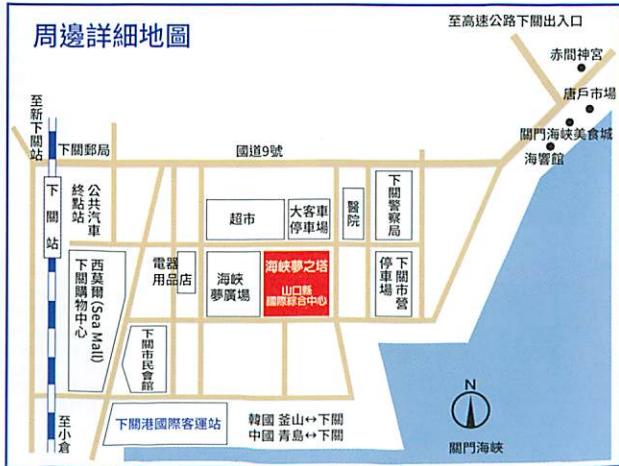 周邊詳細地圖
至高速公路下關出入口
赤間神宮
唐戶市場
關門海峽美食城
海響館
至新下關站
下關郵局
國道9號
下關站
公共汽車
終點站
超市
大客車
停車場
醫院
下關警察局
西莫爾(Sea Mall)
下關購物中心
電器
用品店
海峽
夢廣場
海峽夢之塔
山口縣
國際綜合中心
下關市營
停車場
下關市民會館
至小倉
下關港國際客運站
韓國 釜山↔下關
中國 青島↔下關
N
關門海峽